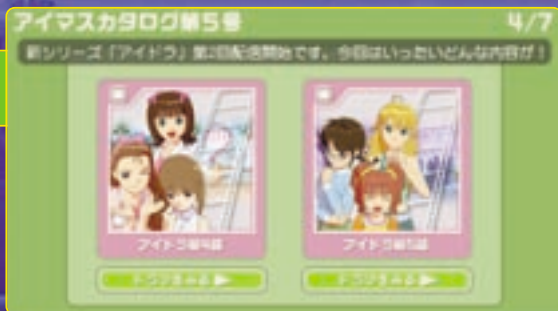 アイマスカタログ第5号 4/7
新シリーズ「アイドラ」第2回配信開始です。今回はいったいどんな内容が!
アイドラ第4話 アイドラ第5話